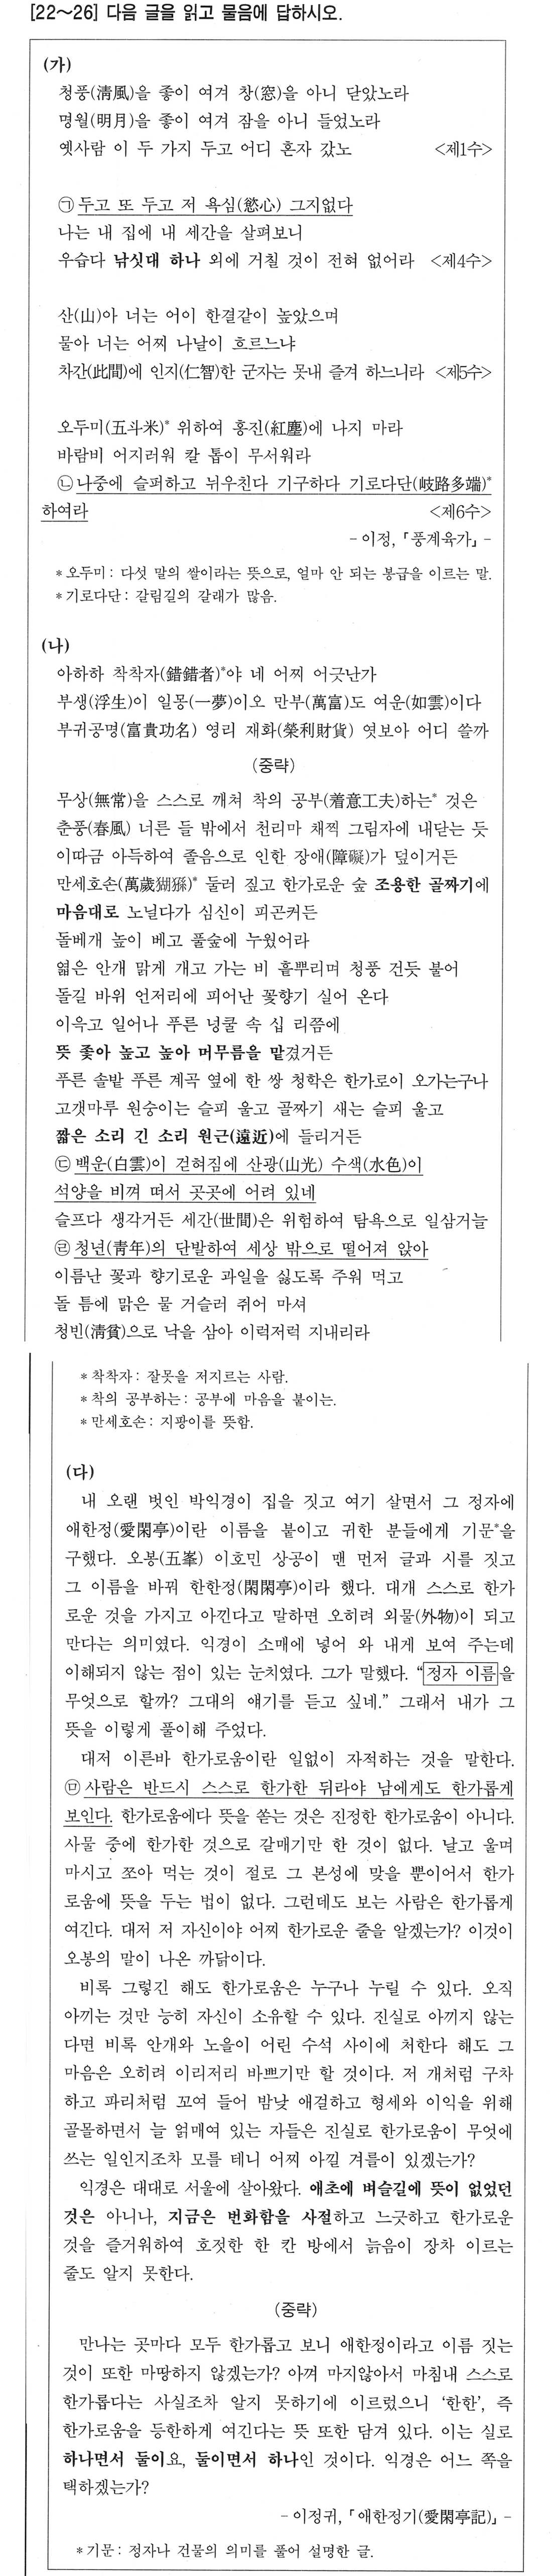 [22～26] 다음 글을 읽고 물음에 답하시오.
(가)
청풍(淸風)을 좋이 여겨 창(窓)을 아니 닫았노라
명월(明月)을 좋이 여겨 잠을 아니 들었노라
옛사람 이 두 가지 두고 어디 혼자 갔노 <제1수>
㉠ 두고 또 두고 저 욕심(慾心) 그지없다
나는 내 집에 내 세간을 살펴보니
우습다 낚싯대 하나 외에 거칠 것이 전혀 없어라 <제4수>
산(山)아 너는 어이 한결같이 높았으며
물아 너는 어찌 나날이 흐르느냐
차간(此間)에 인지(仁智)한 군자는 못내 즐겨 하느니라 <제5수>
오두미(五斗米)* 위하여 홍진(紅塵)에 나지 마라
바람비 어지러워 칼 톱이 무서워라
㉡ 나중에 슬퍼하고 뉘우친다 기구하다 기로다단(岐路多端)*
하여라 <제6수>
- 이정, 「풍계육가」 -
* 오두미 : 다섯 말의 쌀이라는 뜻으로, 얼마 안 되는 봉급을 이르는 말.
* 기로다단 : 갈림길의 갈래가 많음.
(나)
아하하 착착자(錯錯者)*야 네 어찌 어긋난가
부생(浮生)이 일몽(一夢)이오 만부(萬富)도 여운(如雲)이다
부귀공명(富貴功名) 영리 재화(榮利財貨) 엿보아 어디 쓸까
(중략)
무상(無常)을 스스로 깨쳐 착의 공부(着意工夫)하는* 것은
춘풍(春風) 너른 들 밖에서 천리마 채찍 그림자에 내닫는 듯
이따금 아득하여 졸음으로 인한 장애(障礙)가 덮이거든
만세호손(萬歲猢猻)* 둘러 짚고 한가로운 숲 조용한 골짜기에
마음대로 노닐다가 심신이 피곤커든
돌베개 높이 베고 풀숲에 누웠어라
엷은 안개 맑게 개고 가는 비 흩뿌리며 청풍 건듯 불어
돌길 바위 언저리에 피어난 꽃향기 실어 온다
이윽고 일어나 푸른 넝쿨 속 십 리쯤에
뜻 좇아 높고 높아 머무름을 맡겼거든
푸른 솔밭 푸른 계곡 옆에 한 쌍 청학은 한가로이 오가는구나
고갯마루 원숭이는 슬피 울고 골짜기 새는 슬피 울고
짧은 소리 긴 소리 원근(遠近)에 들리거든
㉢ 백운(白雲)이 걷혀짐에 산광(山光) 수색(水色)이
석양을 비껴 떠서 곳곳에 어려 있네
슬프다 생각거든 세간(世間)은 위험하여 탐욕으로 일삼거늘
㉣ 청년(靑年)의 단발하여 세상 밖으로 떨어져 앉아
이름난 꽃과 향기로운 과일을 싫도록 주워 먹고
돌 틈에 맑은 물 거슬러 쥐어 마셔
청빈(淸貧)으로 낙을 삼아 이럭저럭 지내리라
* 착착자 : 잘못을 저지르는 사람.
* 착의 공부하는 : 공부에 마음을 붙이는.
* 만세호손 : 지팡이를 뜻함.
(다)
내 오랜 벗인 박익경이 집을 짓고 여기 살면서 그 정자에
애한정(愛閑亭)이란 이름을 붙이고 귀한 분들에게 기문*을
구했다. 오봉(五峯) 이호민 상공이 맨 먼저 글과 시를 짓고
그 이름을 바꿔 한한정(閑閑亭)이라 했다. 대개 스스로 한가
로운 것을 가지고 아낀다고 말하면 오히려 외물(外物)이 되고
만다는 의미였다. 익경이 소매에 넣어 와 내게 보여 주는데
이해되지 않는 점이 있는 눈치였다. 그가 말했다. “정자 이름을
무엇으로 할까? 그대의 얘기를 듣고 싶네.” 그래서 내가 그
뜻을 이렇게 풀이해 주었다.
대저 이른바 한가로움이란 일없이 자적하는 것을 말한다.
㉤ 사람은 반드시 스스로 한가한 뒤라야 남에게도 한가롭게
보인다. 한가로움에다 뜻을 쏟는 것은 진정한 한가로움이 아니다.
사물 중에 한가한 것으로 갈매기만 한 것이 없다. 날고 울며
마시고 쪼아 먹는 것이 절로 그 본성에 맞을 뿐이어서 한가
로움에 뜻을 두는 법이 없다. 그런데도 보는 사람은 한가롭게
여긴다. 대저 저 자신이야 어찌 한가로운 줄을 알겠는가? 이것이
오봉의 말이 나온 까닭이다.
비록 그렇긴 해도 한가로움은 누구나 누릴 수 있다. 오직
아끼는 것만 능히 자신이 소유할 수 있다. 진실로 아끼지 않는
다면 비록 안개와 노을이 어린 수석 사이에 처한다 해도 그
마음은 오히려 이리저리 바쁘기만 할 것이다. 저 개처럼 구차
하고 파리처럼 꼬여 들어 밤낮 애걸하고 형세와 이익을 위해
골몰하면서 늘 얽매여 있는 자들은 진실로 한가로움이 무엇에
쓰는 일인지조차 모를 테니 어찌 아낄 겨를이 있겠는가?
익경은 대대로 서울에 살아왔다. 애초에 벼슬길에 뜻이 없었던
것은 아니나, 지금은 번화함을 사절하고 느긋하고 한가로운
것을 즐거워하여 호젓한 한 칸 방에서 늙음이 장차 이르는
줄도 알지 못한다.
(중략)
만나는 곳마다 모두 한가롭고 보니 애한정이라고 이름 짓는
것이 또한 마땅하지 않겠는가? 아껴 마지않아서 마침내 스스로
한가롭다는 사실조차 알지 못하기에 이르렀으니 ‘한한’, 즉
한가로움을 등한하게 여긴다는 뜻 또한 담겨 있다. 이는 실로
하나면서 둘이요, 둘이면서 하나인 것이다. 익경은 어느 쪽을
택하겠는가?
- 이정귀, 「애한정기(愛閑亭記)」 -
* 기문 : 정자나 건물의 의미를 풀어 설명한 글.